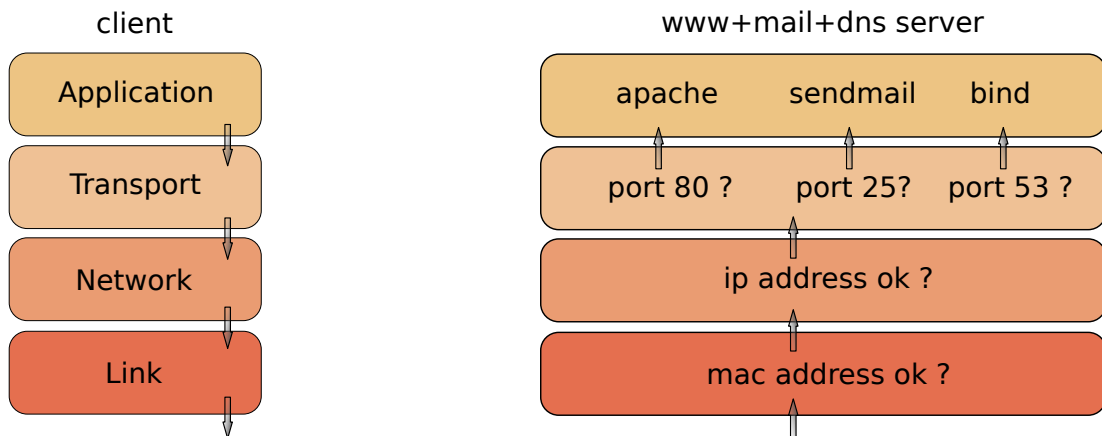 client
www+mail+dns server
Application
apache sendmail bind
Transport
port 80 ? port 25? port 53 ?
Network
ip address ok ?
Link
mac address ok ?